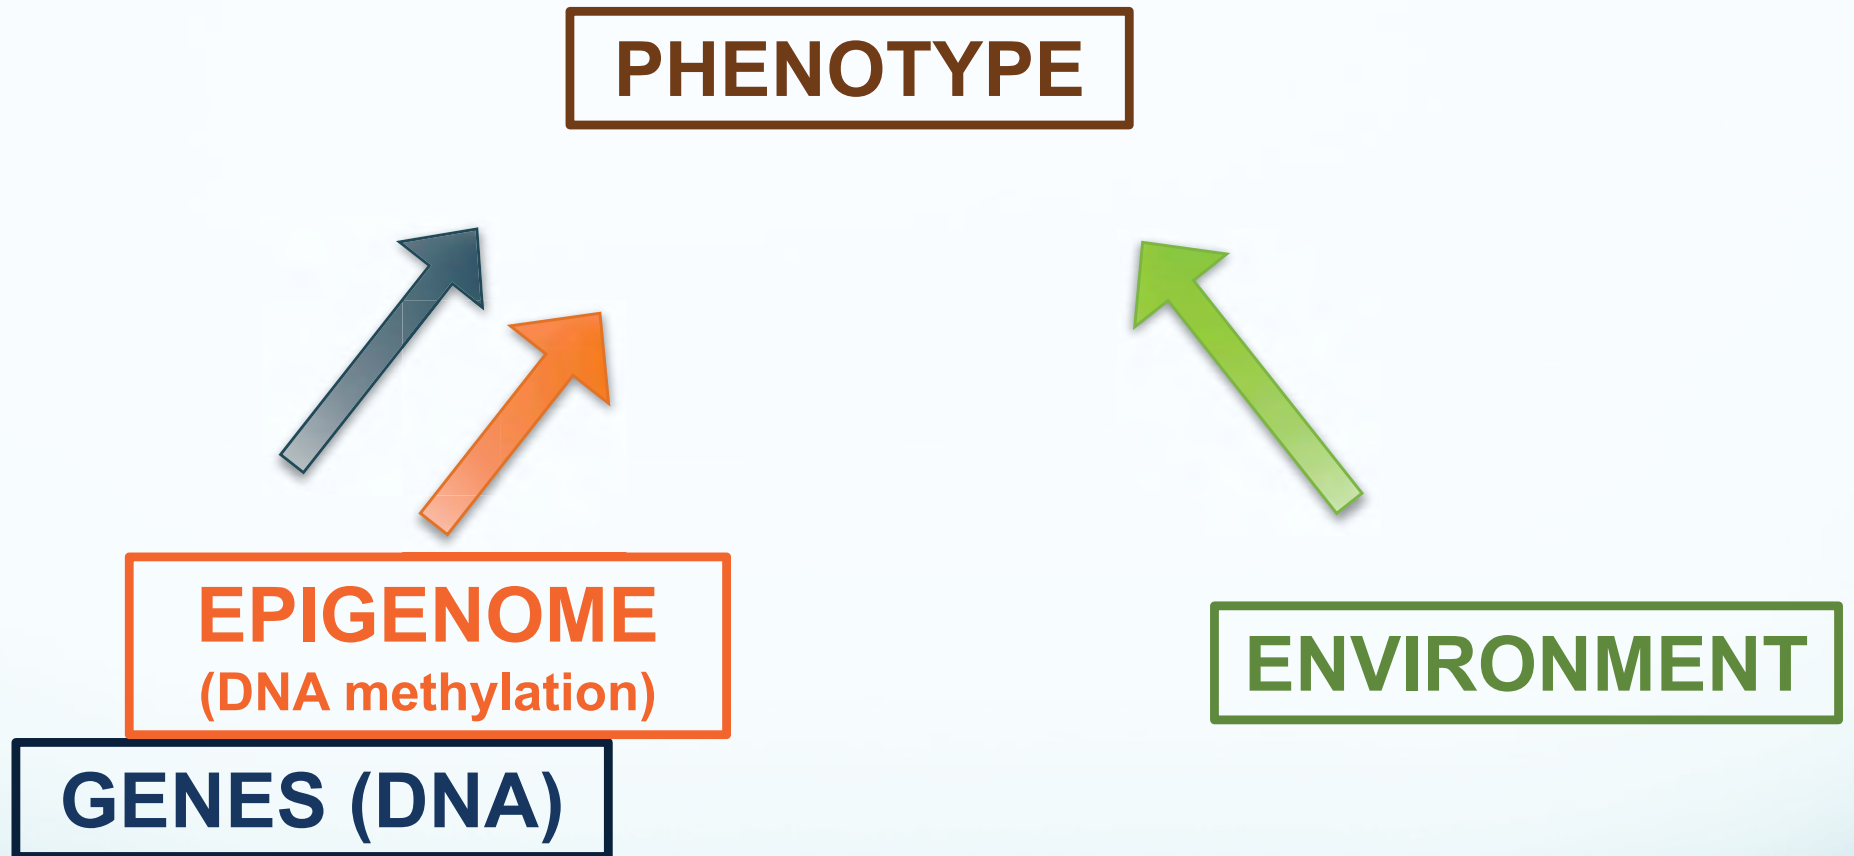 PHENOTYPE
EPIGENOME
(DNA methylation)
ENVIRONMENT
GENES (DNA)